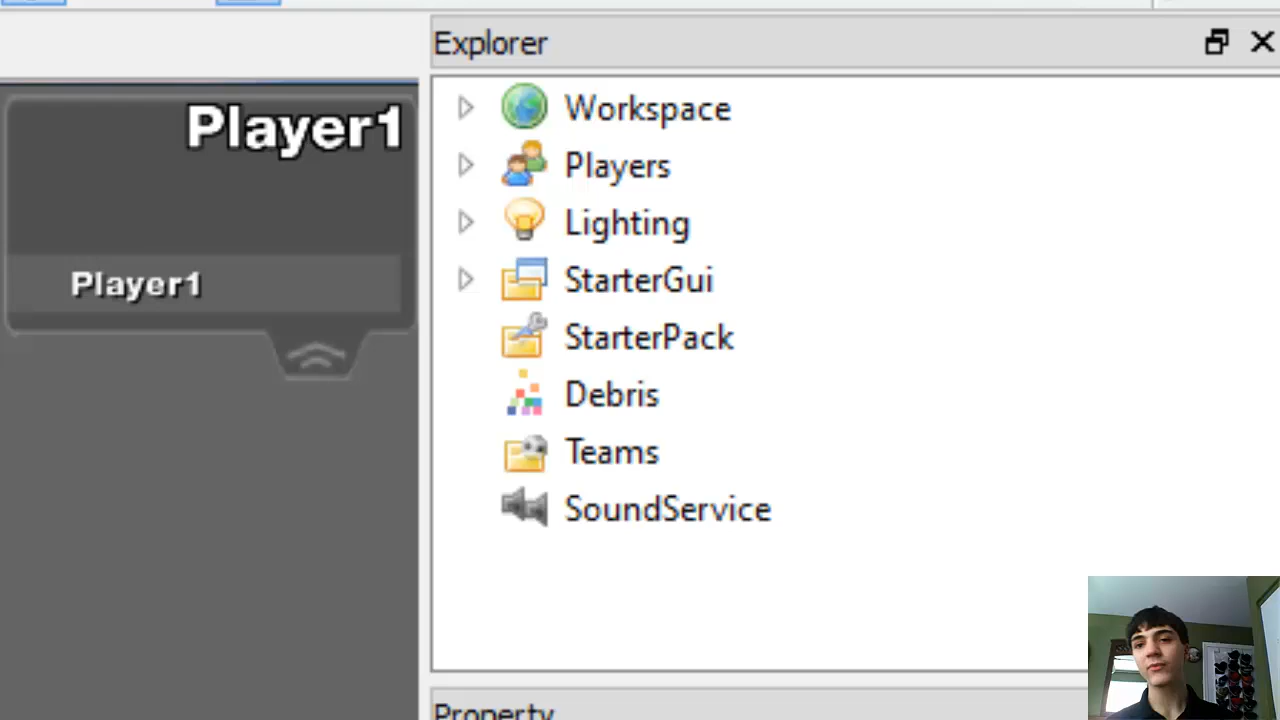 Explorer
Player1
Player1
Workspace
Players
Lighting
StarterGui
StarterPack
Debris
Teams
SoundService
Property